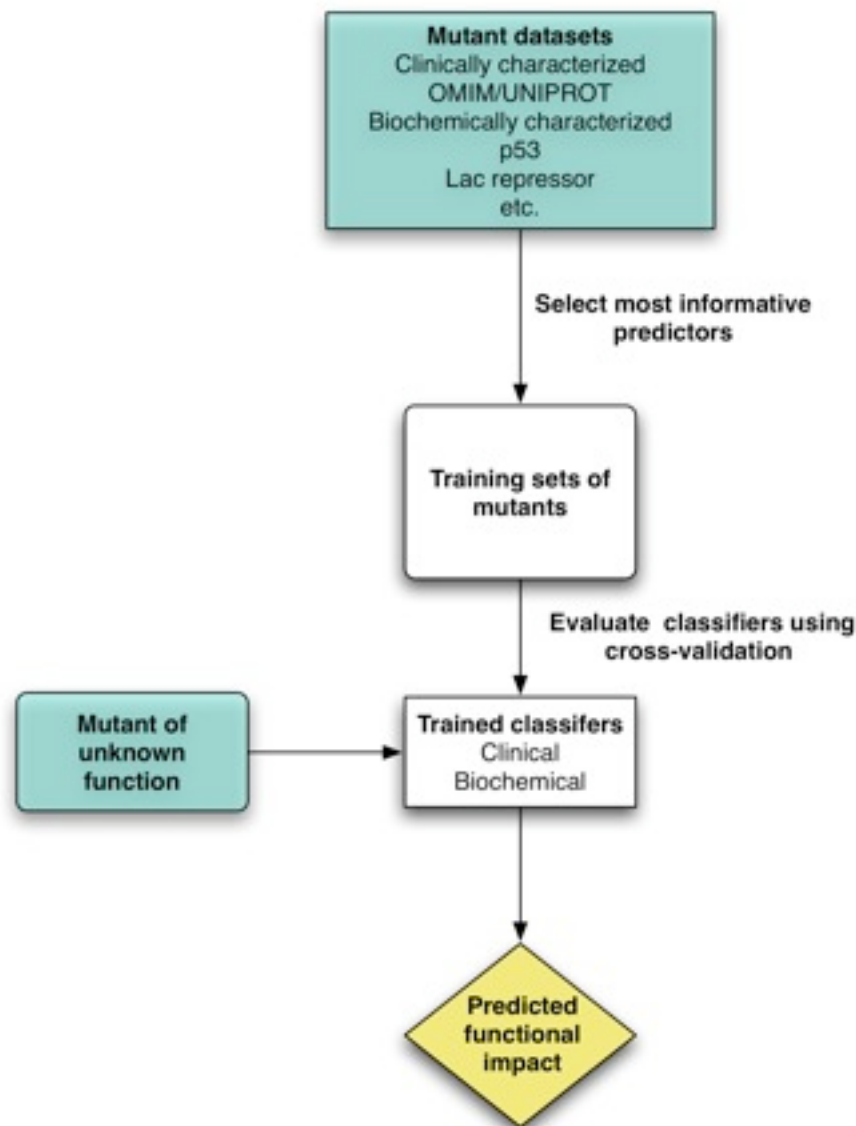 Mutant datasets
Clinically characterized
OMIM/UNIPROT
Biochemically characterized
p53
Lac repressor
etc.
Select most informative
predictors
Training sets of
mutants
Evaluate classifiers using
cross-validation
Mutant of
unknown
function
Trained classifers
Clinical
Biochemical
Predicted
functional
impact